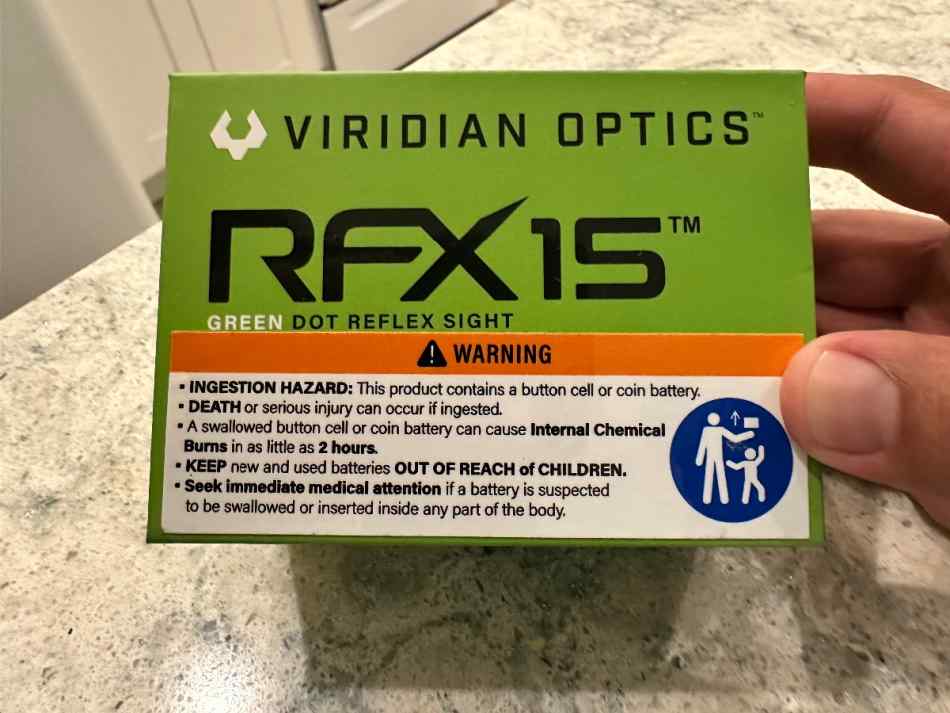 VIRIDIAN OPTICS™
RFX15™
GREEN DOT REFLEX SIGHT
WARNING
• INGESTION HAZARD: This product contains a button cell or coin battery.
• DEATH or serious injury can occur if ingested.
• A swallowed button cell or coin battery can cause Internal Chemical
Burns in as little as 2 hours.
• KEEP new and used batteries OUT OF REACH of CHILDREN.
• Seek immediate medical attention if a battery is suspected
to be swallowed or inserted inside any part of the body.